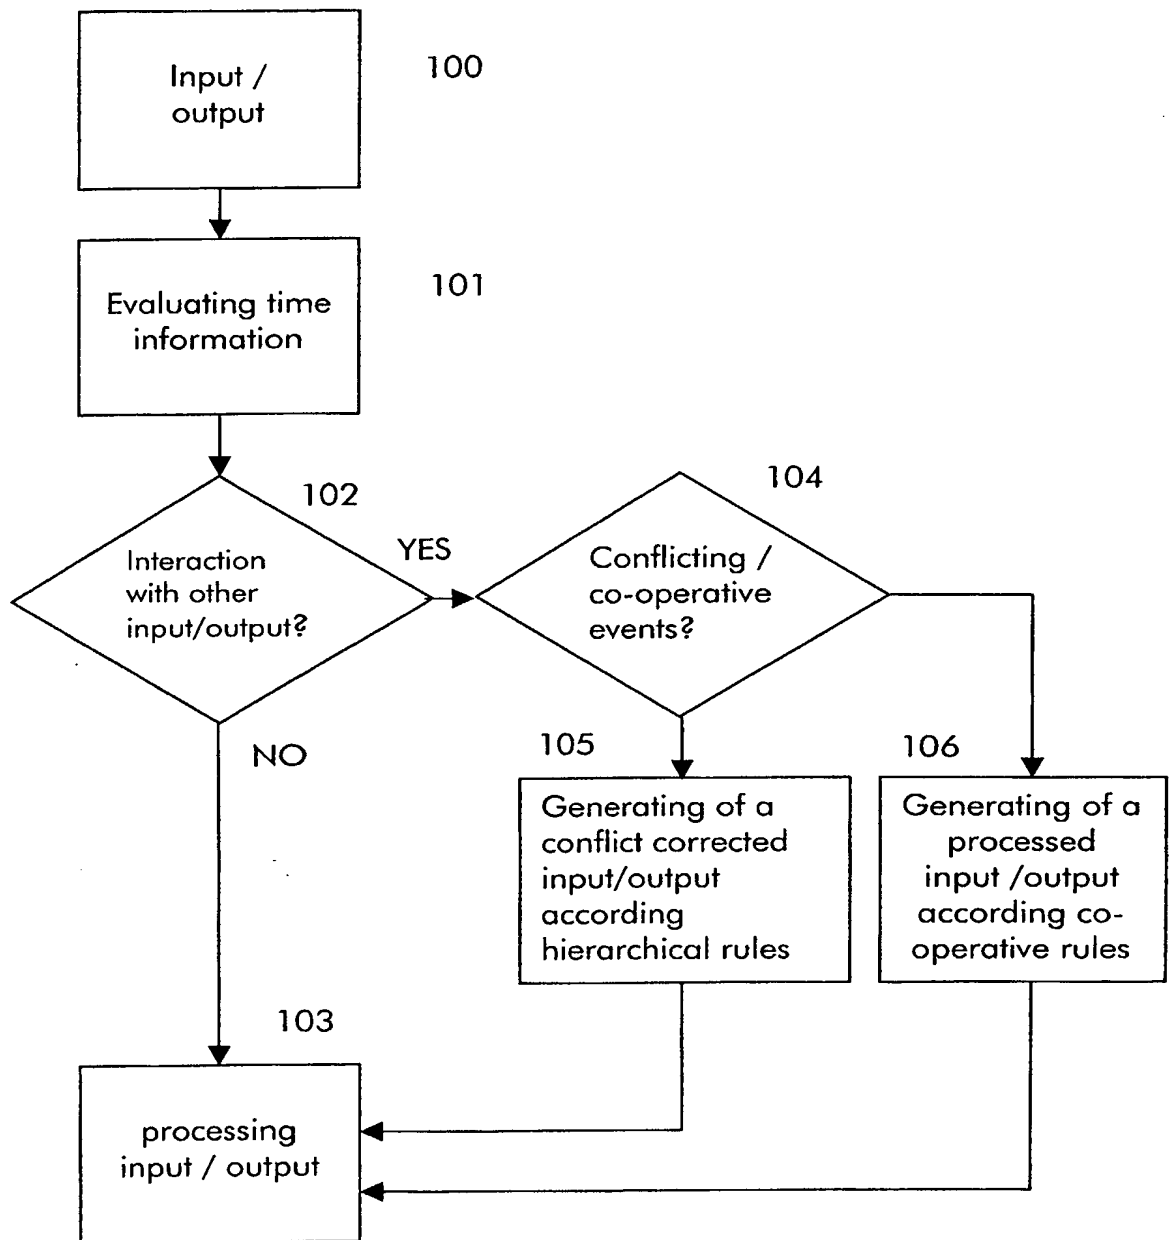 Input /
output
100
Evaluating time
information
101
102
Interaction
with other
input/output?
YES
NO
104
Conflicting /
co-operative
events?
105
Generating of a
conflict corrected
input/output
according
hierarchical rules
106
Generating of a
processed
input /output
according co-
operative rules
103
processing
input / output